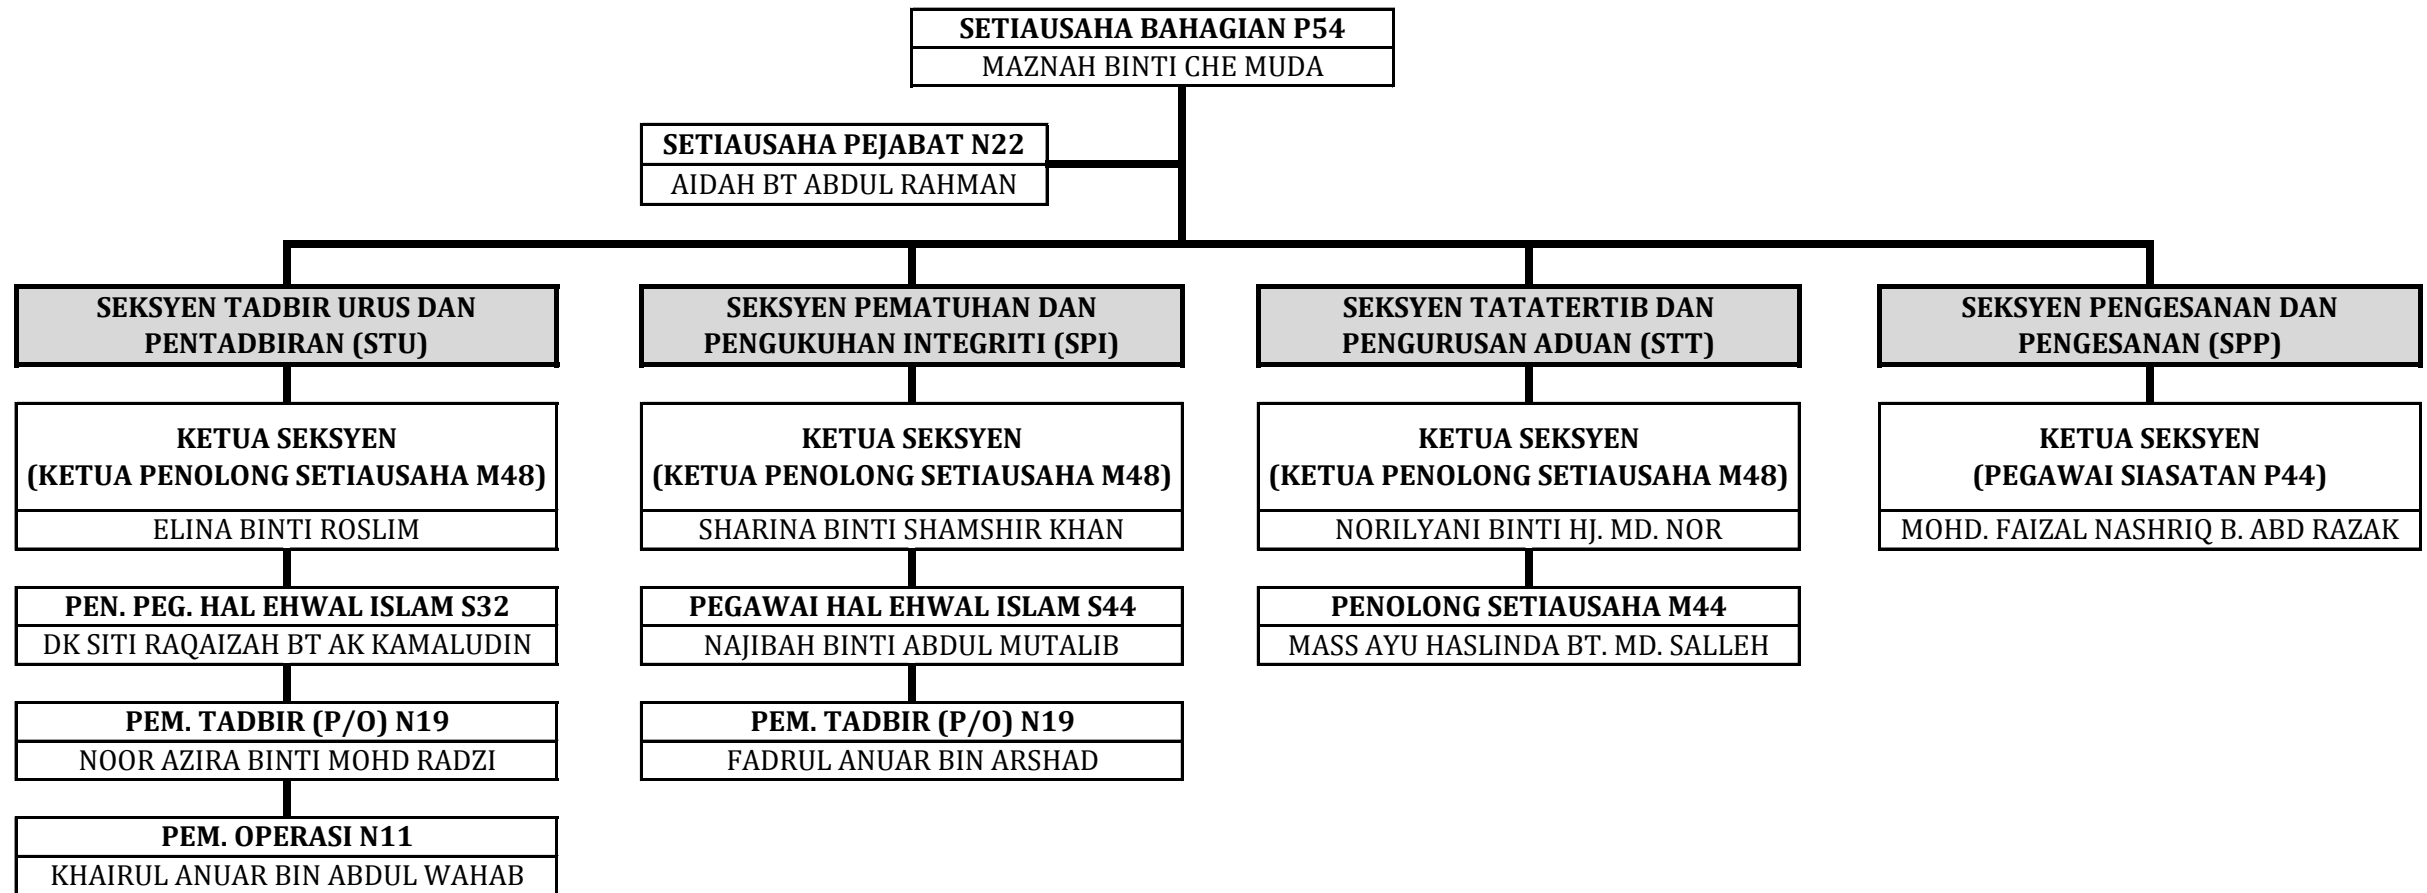 SETIAUSAHA BAHAGIAN P54
MAZNAH BINTI CHE MUDA
SETIAUSAHA PEJABAT N22
AIDAH BT ABDUL RAHMAN
SEKSYEN TADBIR URUS DAN
PENTADBIRAN (STU)
KETUA SEKSYEN
(KETUA PENOLONG SETIAUSAHA M48)
ELINA BINTI ROSLIM
PEN. PEG. HAL EHWAL ISLAM S32
DK SITI RAQAIZAH BT AK KAMALUDIN
PEM. TADBIR (P/O) N19
NOOR AZIRA BINTI MOHD RADZI
PEM. OPERASI N11
KHAIRUL ANUAR BIN ABDUL WAHAB
SEKSYEN PEMATUHAN DAN
PENGUKUHAN INTEGRITI (SPI)
KETUA SEKSYEN
(KETUA PENOLONG SETIAUSAHA M48)
SHARINA BINTI SHAMSHIR KHAN
PEGAWAI HAL EHWAL ISLAM S44
NAJIBAH BINTI ABDUL MUTALIB
PEM. TADBIR (P/O) N19
FADRUL ANUAR BIN ARSHAD
SEKSYEN TATATERTIB DAN
PENGURUSAN ADUAN (STT)
KETUA SEKSYEN
(KETUA PENOLONG SETIAUSAHA M48)
NORILYANI BINTI HJ. MD. NOR
PENOLONG SETIAUSAHA M44
MASS AYU HASLINDA BT. MD. SALLEH
SEKSYEN PENGESANAN DAN
PENGESANAN (SPP)
KETUA SEKSYEN
(PEGAWAI SIASATAN P44)
MOHD. FAIZAL NASHRIQ B. ABD RAZAK